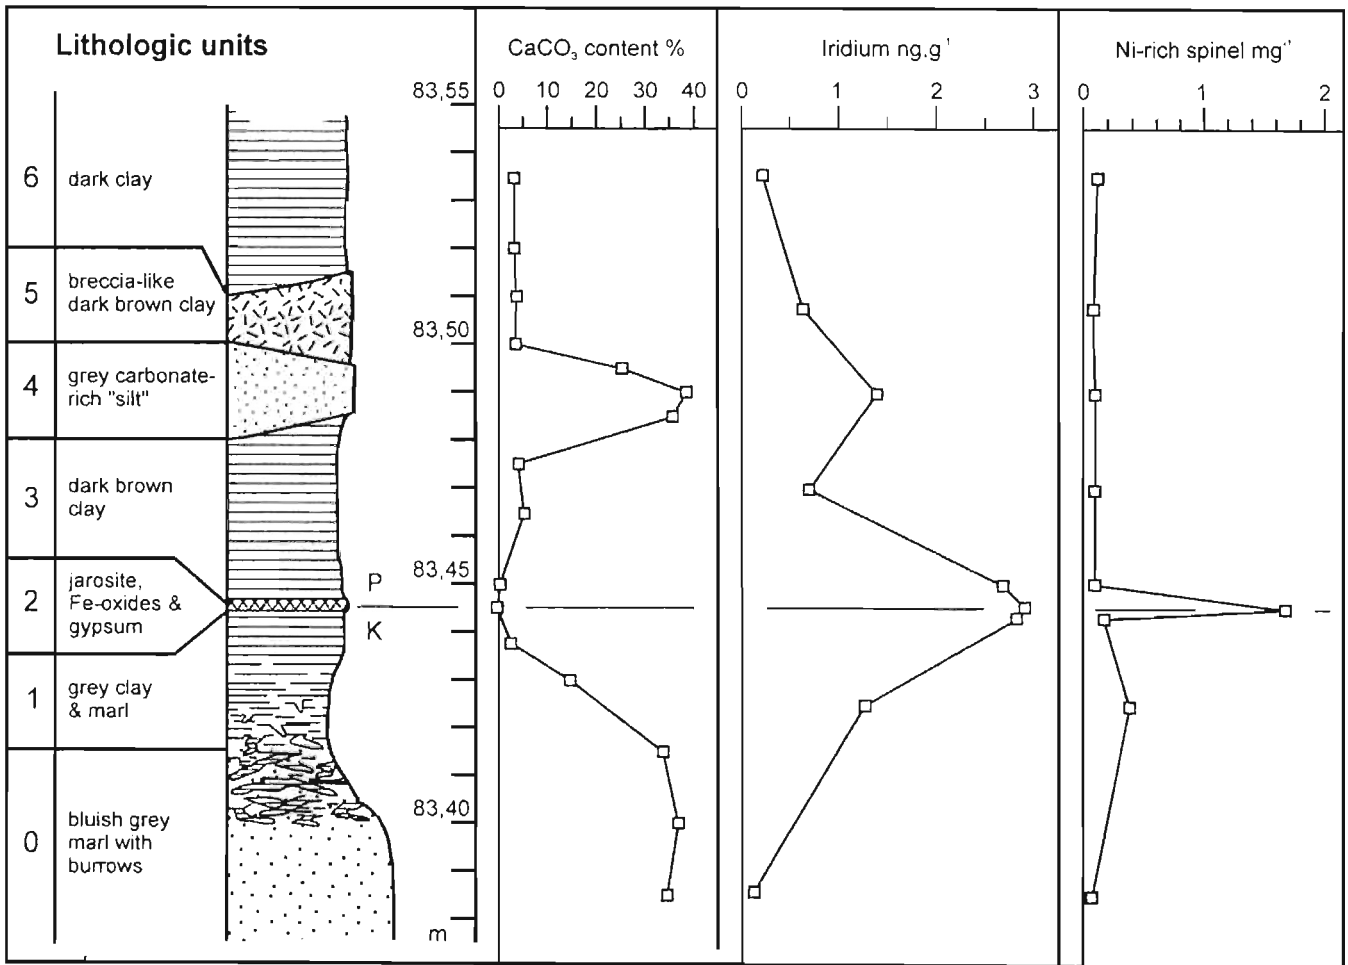 Lithologic units
CaCO₃ content %
Iridium ng.g⁻¹
Ni-rich spinel mg⁻¹
0 10 20 30 40
0 1 2 3
0 1 2
83,55
6
dark clay
5
breccia-like
dark brown clay
83,50
4
grey carbonate-
rich "silt"
3
dark brown
clay
83,45
2
jarosite,
Fe-oxides &
gypsum
P
K
1
grey clay
& marl
83,40
0
bluish grey
marl with
burrows
m